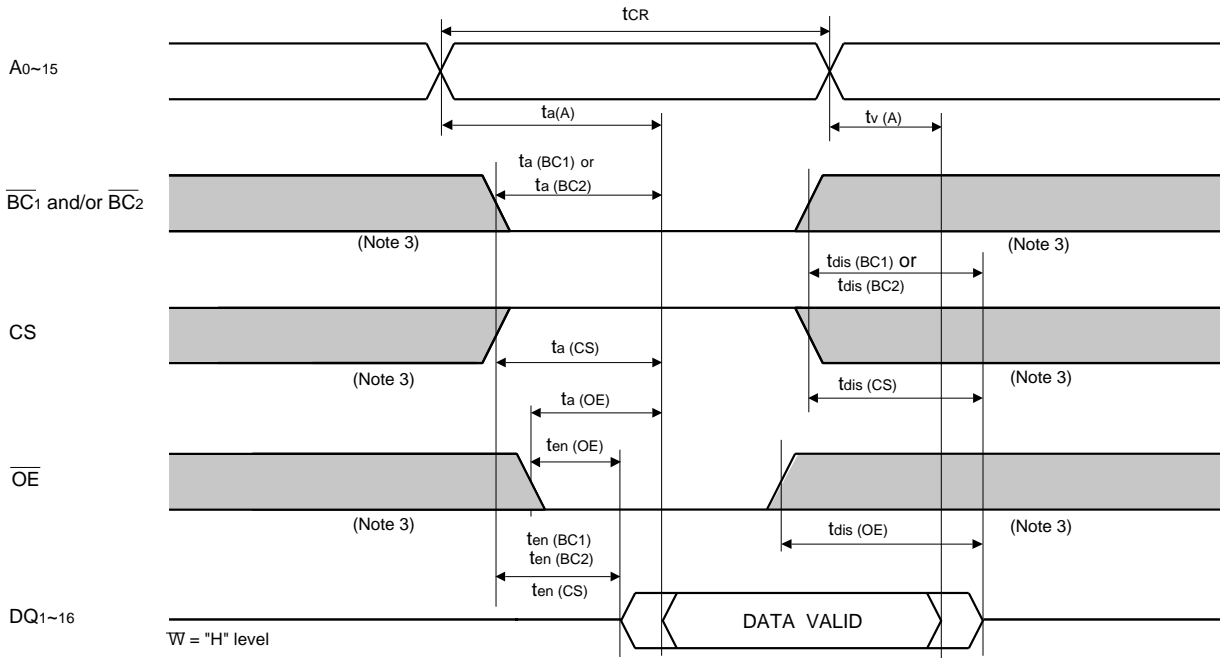 tCR
A0~15
ta(A)
tv (A)
ta (BC1) or
ta (BC2)
BC1 and/or BC2
(Note 3)
(Note 3)
tdis (BC1) or
tdis (BC2)
CS
ta (CS)
(Note 3)
(Note 3)
tdis (CS)
ta (OE)
ten (OE)
OE
(Note 3)
(Note 3)
tdis (OE)
ten (BC1)
ten (BC2)
ten (CS)
DQ1~16
DATA VALID
W = "H" level